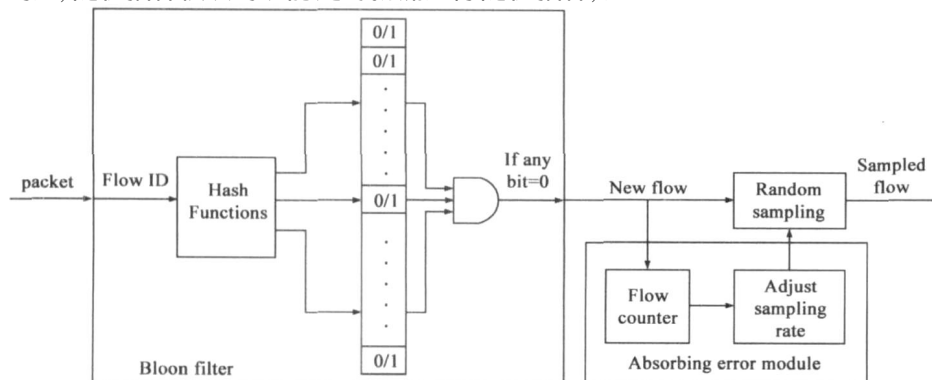 0/1
0/1
packet
Flow ID
Hash
Functions
0/1
If any
bit=0
New flow
Random
sampling
Sampled
flow
Flow
counter
Adjust
sampling
rate
Absorbing error module
0/1
Bloon filter